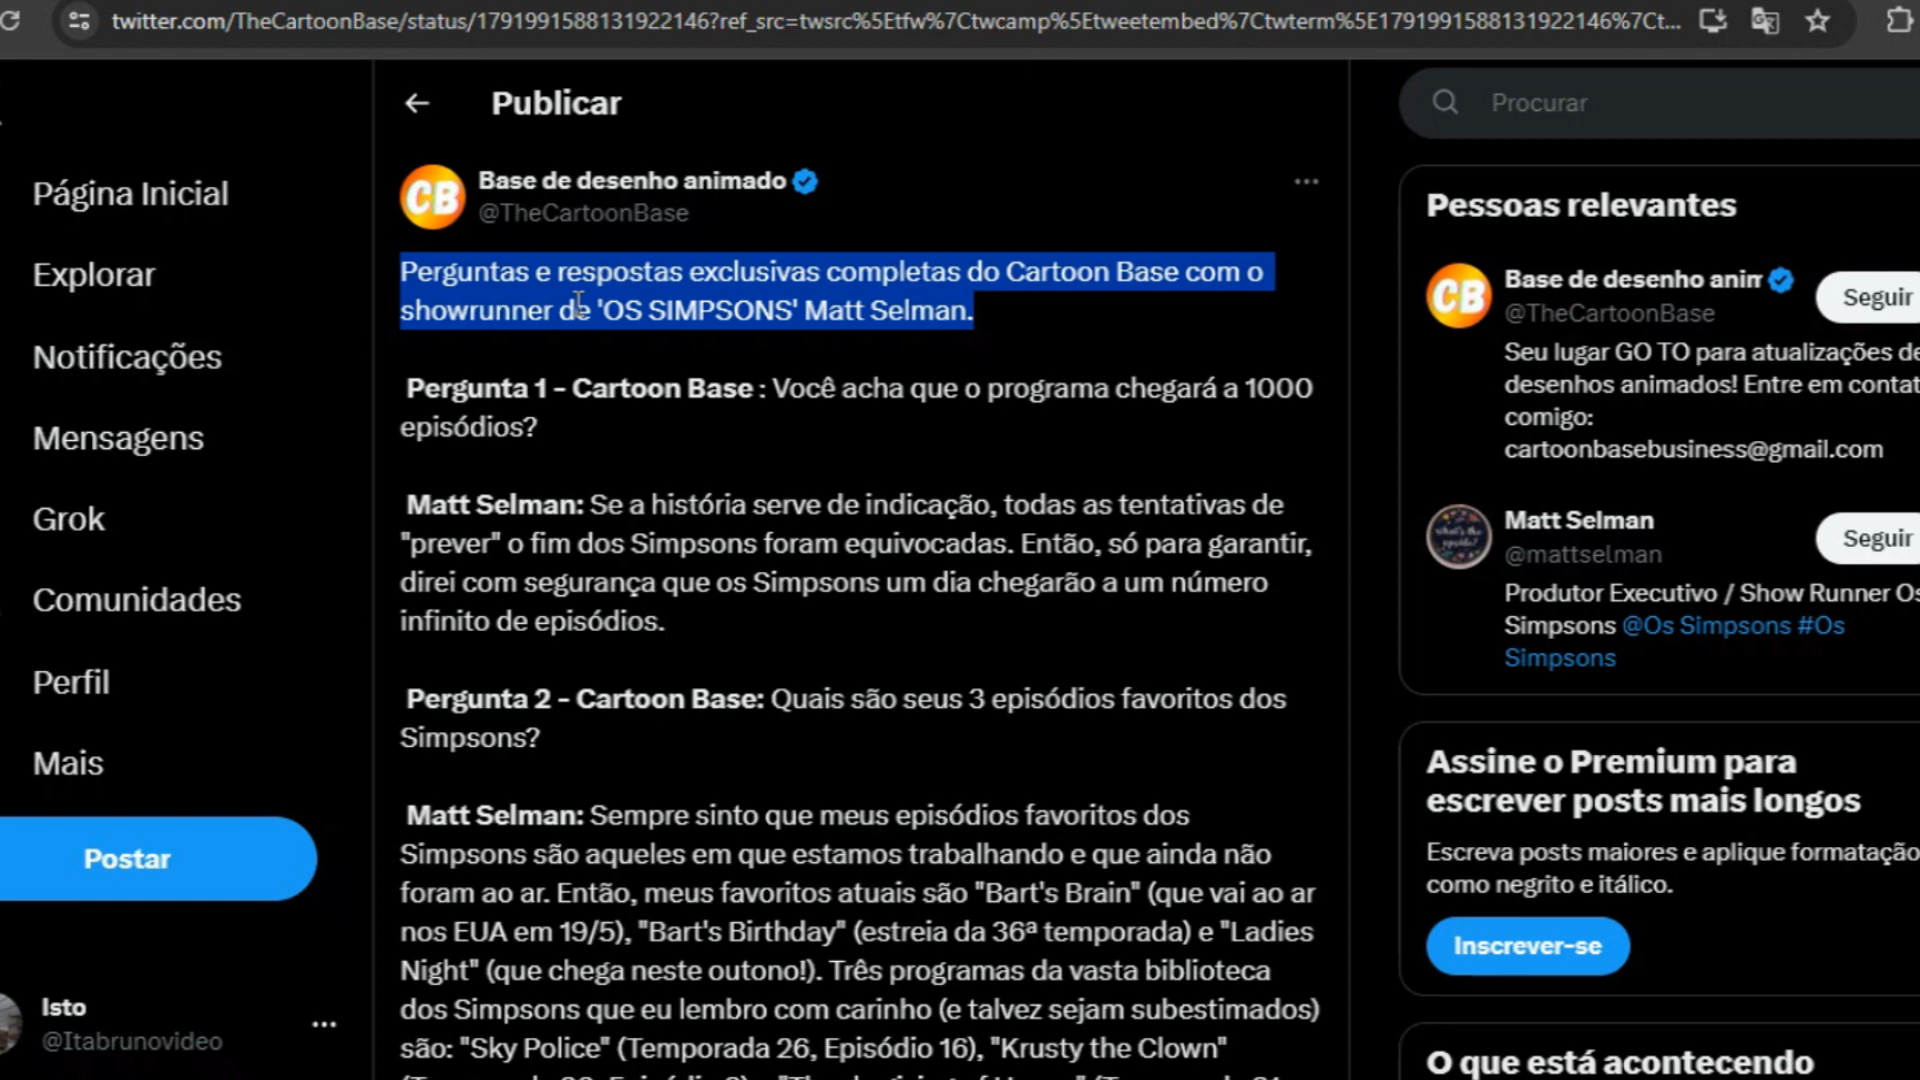 twitter.com/TheCartoonBase/status/1791991588131922146?ref_src=twsrc%5Etfw%7Ctwcamp%5Etweetembed%7Ctwterm%5E1791991588131922146%7Ct...
Página Inicial
Explorar
Notificações
Mensagens
Grok
Comunidades
Perfil
Mais
Postar
Isto
@Itabrunovideo
Publicar
CB
Base de desenho animado
@TheCartoonBase
Perguntas e respostas exclusivas completas do Cartoon Base com o
showrunner de 'OS SIMPSONS' Matt Selman.
Pergunta 1 - Cartoon Base : Você acha que o programa chegará a 1000
episódios?
Matt Selman: Se a história serve de indicação, todas as tentativas de
"prever" o fim dos Simpsons foram equivocadas. Então, só para garantir,
direi com segurança que os Simpsons um dia chegarão a um número
infinito de episódios.
Pergunta 2 - Cartoon Base: Quais são seus 3 episódios favoritos dos
Simpsons?
Matt Selman: Sempre sinto que meus episódios favoritos dos
Simpsons são aqueles em que estamos trabalhando e que ainda não
foram ao ar. Então, meus favoritos atuais são "Bart's Brain" (que vai ao ar
nos EUA em 19/5), "Bart's Birthday" (estreia da 36ª temporada) e "Ladies
Night" (que chega neste outono!). Três programas da vasta biblioteca
dos Simpsons que eu lembro com carinho (e talvez sejam subestimados)
são: "Sky Police" (Temporada 26, Episódio 16), "Krusty the Clown"
Procurar
Pessoas relevantes
CB
Base de desenho anim
@TheCartoonBase
Seguir
Seu lugar GO TO para atualizações de
desenhos animados! Entre em contat
comigo:
cartoonbasebusiness@gmail.com
Matt Selman
@mattselman
Seguir
Produtor Executivo / Show Runner Os
Simpsons @Os Simpsons #Os
Simpsons
Assine o Premium para
escrever posts mais longos
Escreva posts maiores e aplique formatação
como negrito e itálico.
Inscrever-se
O que está acontecendo